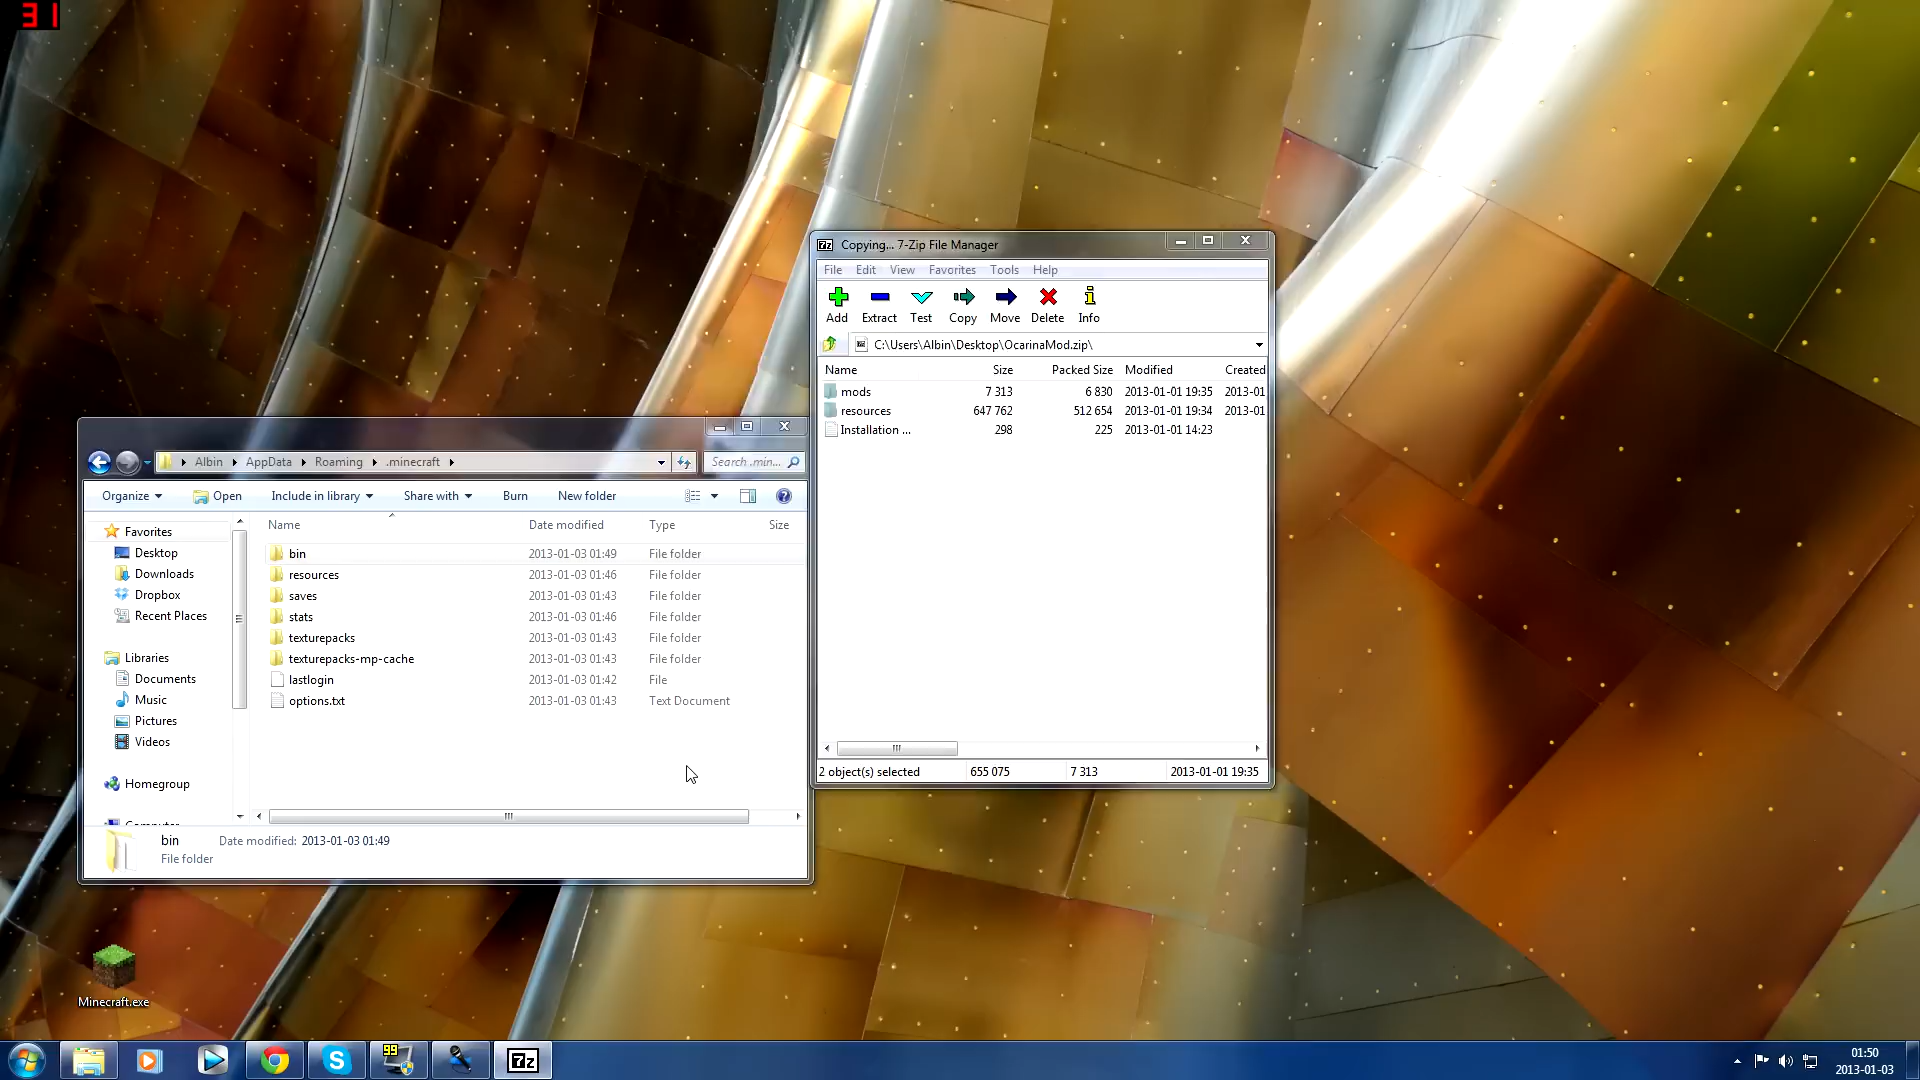 31
Copying... 7-Zip File Manager
File Edit View Favorites Tools Help
Add Extract Test Copy Move Delete Info
C:\Users\Albin\Desktop\OcarinaMod.zip\
Name Size Packed Size Modified Created
mods 7 313 6 830 2013-01-01 19:35 2013-01
resources 647 762 512 654 2013-01-01 19:34 2013-01
Installation ... 298 225 2013-01-01 14:23
2 object(s) selected 655 075 7 313 2013-01-01 19:35
Albin AppData Roaming .minecraft Search .min...
Organize Open Include in library Share with Burn New folder
Name Date modified Type Size
Favorites
Desktop
Downloads
Dropbox
Recent Places
Libraries
Documents
Music
Pictures
Videos
Homegroup
Computer
bin 2013-01-03 01:49 File folder
resources 2013-01-03 01:46 File folder
saves 2013-01-03 01:43 File folder
stats 2013-01-03 01:46 File folder
texturepacks 2013-01-03 01:43 File folder
texturepacks-mp-cache 2013-01-03 01:43 File folder
lastlogin 2013-01-03 01:42 File
options.txt 2013-01-03 01:43 Text Document
bin Date modified: 2013-01-03 01:49
File folder
Minecraft.exe
99
7z
01:50
2013-01-03